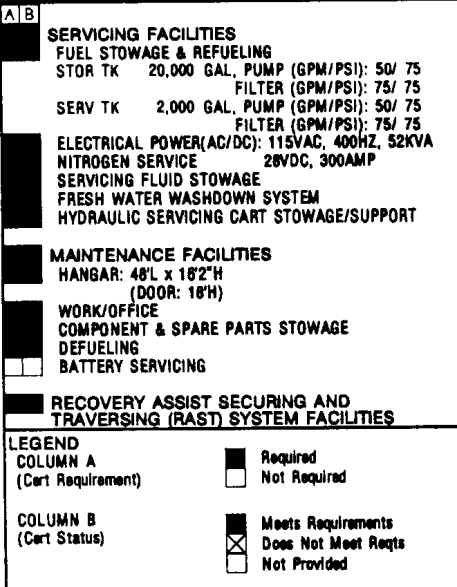 A B
SERVICING FACILITIES
FUEL STOWAGE & REFUELING
STOR TK 20,000 GAL, PUMP (GPM/PSI): 50/ 75
FILTER (GPM/PSI): 75/ 75
SERV TK 2,000 GAL, PUMP (GPM/PSI): 50/ 75
FILTER (GPM/PSI): 75/ 75
ELECTRICAL POWER(AC/DC): 115VAC, 400HZ, 52KVA
NITROGEN SERVICE 28VDC, 300AMP
SERVICING FLUID STOWAGE
FRESH WATER WASHDOWN SYSTEM
HYDRAULIC SERVICING CART STOWAGE/SUPPORT
MAINTENANCE FACILITIES
HANGAR: 48'L x 18'2"H
(DOOR: 18'H)
WORK/OFFICE
COMPONENT & SPARE PARTS STOWAGE
DEFUELING
BATTERY SERVICING
RECOVERY ASSIST SECURING AND
TRAVERSING (RAST) SYSTEM FACILITIES
LEGEND
COLUMN A
(Cert Requirement)
Required
Not Required
COLUMN B
(Cert Status)
Meets Requirements
Does Not Meet Reqts
Not Provided